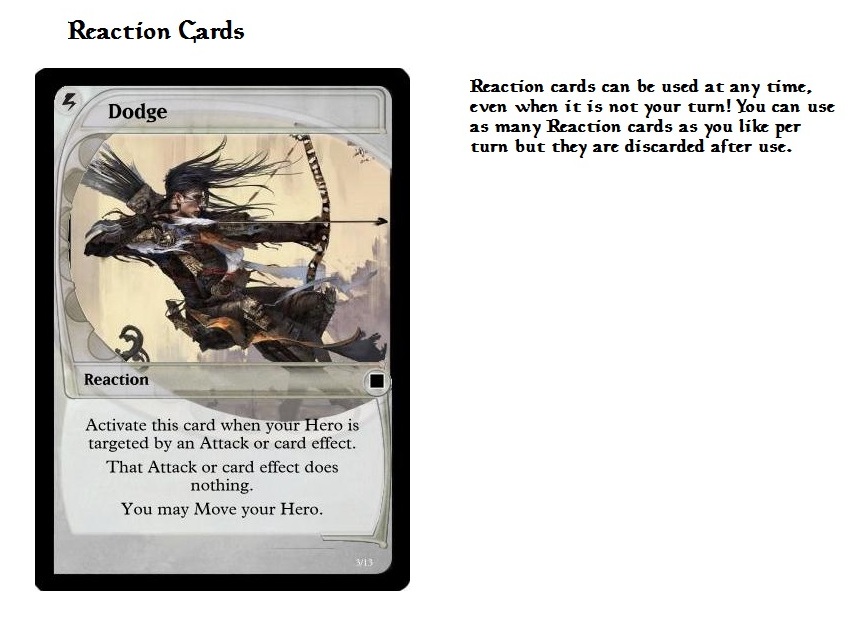 Reaction Cards
Dodge
Reaction
Activate this card when your Hero is
targeted by an Attack or card effect.
That Attack or card effect does
nothing.
You may Move your Hero.
3/13
Reaction cards can be used at any time,
even when it is not your turn! You can use
as many Reaction cards as you like per
turn but they are discarded after use.